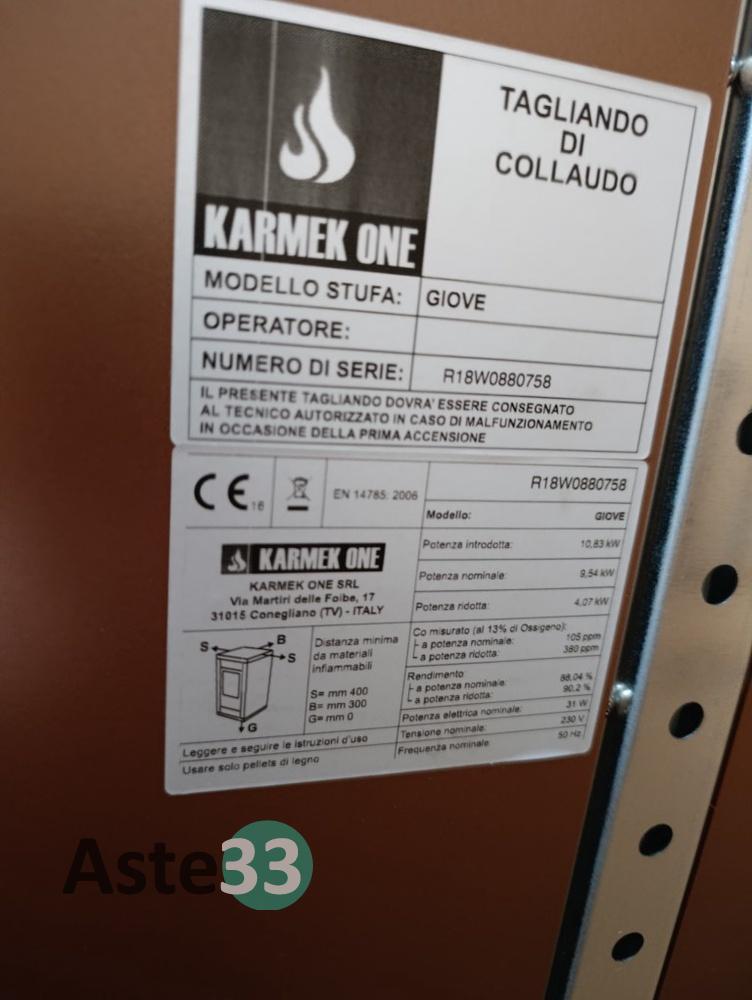 TAGLIANDO
DI
COLLAUDO
KARMEK ONE
MODELLO STUFA: GIOVE
OPERATORE:
NUMERO DI SERIE: R18W0880758
IL PRESENTE TAGLIANDO DOVRA' ESSERE CONSEGNATO
AL TECNICO AUTORIZZATO IN CASO DI MALFUNZIONAMENTO
IN OCCASIONE DELLA PRIMA ACCENSIONE
CE 16
EN 14785: 2006
KARMEK ONE
KARMEK ONE SRL
Via Martiri delle Foibe, 17
31015 Conegliano (TV) - ITALY
S B S G
Distanza minima
da materiali
infiammabili
S= mm 400
B= mm 300
G= mm 0
Leggere e seguire le istruzioni d'uso
Usare solo pellets di legno
R18W0880758
Modello: GIOVE
Potenza introdotta: 10,83 kW
Potenza nominale: 9,54 kW
Potenza ridotta: 4,07 kW
Co misurato (al 13% di Ossigeno):
a potenza nominale: 105 ppm
a potenza ridotta: 380 ppm
Rendimento:
a potenza nominale: 88,04 %
a potenza ridotta: 90,2 %
Potenza elettrica nominale: 31 W
Tensione nominale: 230 V
Frequenza nominale: 50 Hz
Aste33